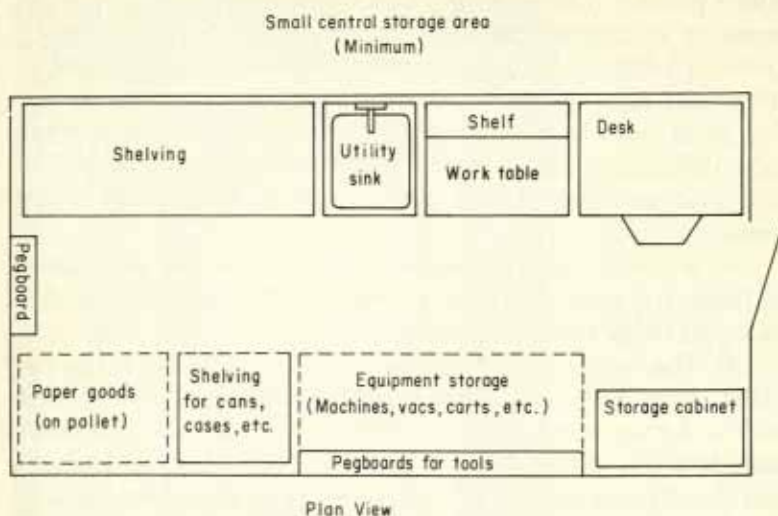 Small central storage area
(Minimum)
Shelving
Utility
sink
Shelf
Work table
Desk
Pegboard
Paper goods
(on pallet)
Shelving
for cans,
cases, etc.
Equipment storage
(Machines, vacs, carts, etc.)
Pegboards for tools
Storage cabinet
Plan View